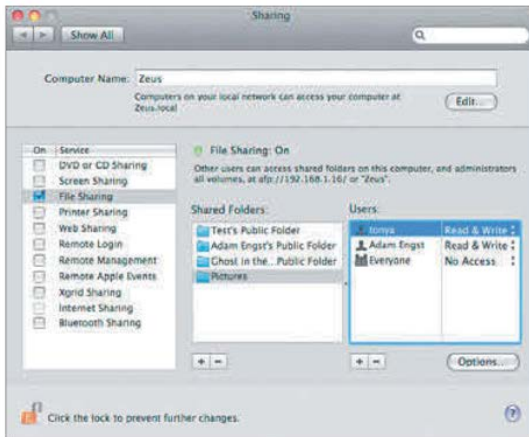 Sharing
Show All
Computer Name: Zeus
Computers on your local network can access your computer at
Zeus.local
Edit...
On Service
DVD or CD Sharing
Screen Sharing
File Sharing
Printer Sharing
Web Sharing
Remote Login
Remote Management
Remote Apple Events
Xgrid Sharing
Internet Sharing
Bluetooth Sharing
File Sharing: On
Other users can access shared folders on this computer, and administrators
all volumes, at afp://192.168.1.16/ or "Zeus".
Shared Folders:
Test's Public Folder
Adam Engst's Public Folder
Ghost in the...Public Folder
Pictures
Users:
tonya Read & Write
Adam Engst Read & Write
Everyone No Access
+ −
+ −
Options...
Click the lock to prevent further changes.
?